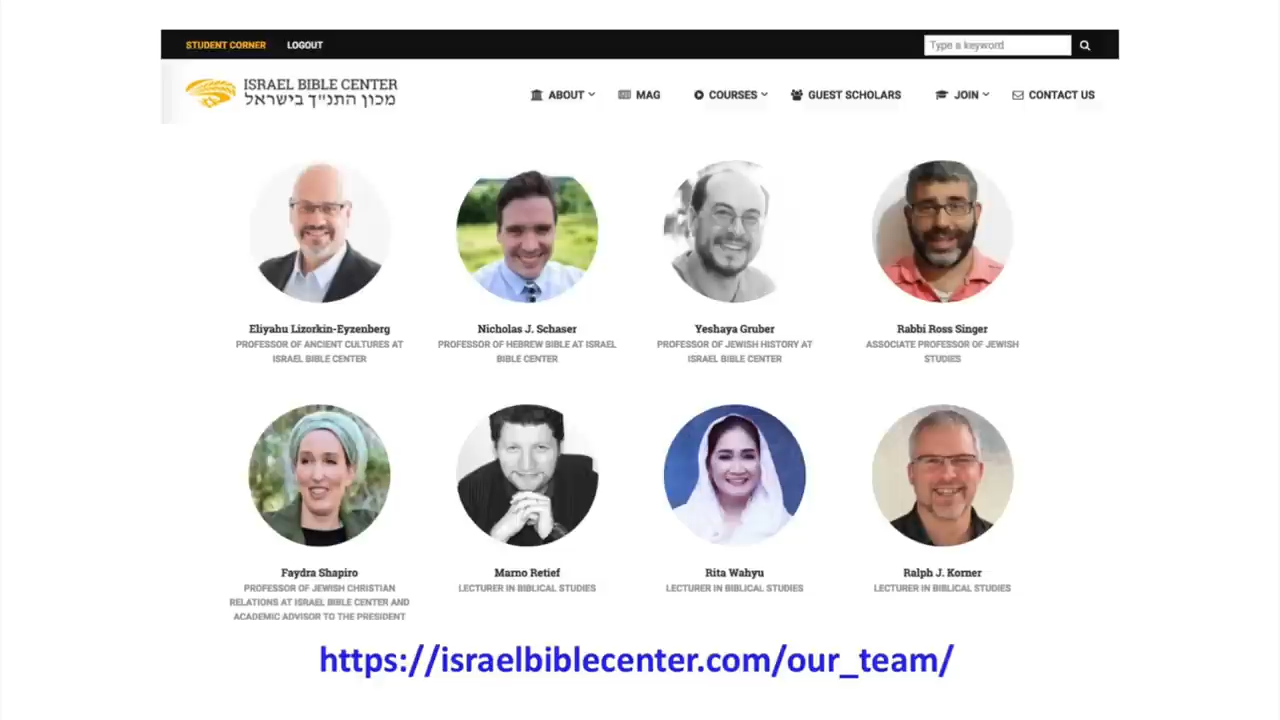 STUDENT CORNER LOGOUT Type a keyword
ISRAEL BIBLE CENTER
מכון התנ״ך בישראל
ABOUT MAG COURSES GUEST SCHOLARS JOIN CONTACT US
Eliyahu Lizorkin-Eyzenberg
PROFESSOR OF ANCIENT CULTURES AT
ISRAEL BIBLE CENTER
Nicholas J. Schaser
PROFESSOR OF HEBREW BIBLE AT ISRAEL
BIBLE CENTER
Yeshaya Gruber
PROFESSOR OF JEWISH HISTORY AT
ISRAEL BIBLE CENTER
Rabbi Ross Singer
ASSOCIATE PROFESSOR OF JEWISH
STUDIES
Faydra Shapiro
PROFESSOR OF JEWISH CHRISTIAN
RELATIONS AT ISRAEL BIBLE CENTER AND
ACADEMIC ADVISOR TO THE PRESIDENT
Marno Retief
LECTURER IN BIBLICAL STUDIES
Rita Wahyu
LECTURER IN BIBLICAL STUDIES
Ralph J. Korner
LECTURER IN BIBLICAL STUDIES
https://israelbiblecenter.com/our_team/